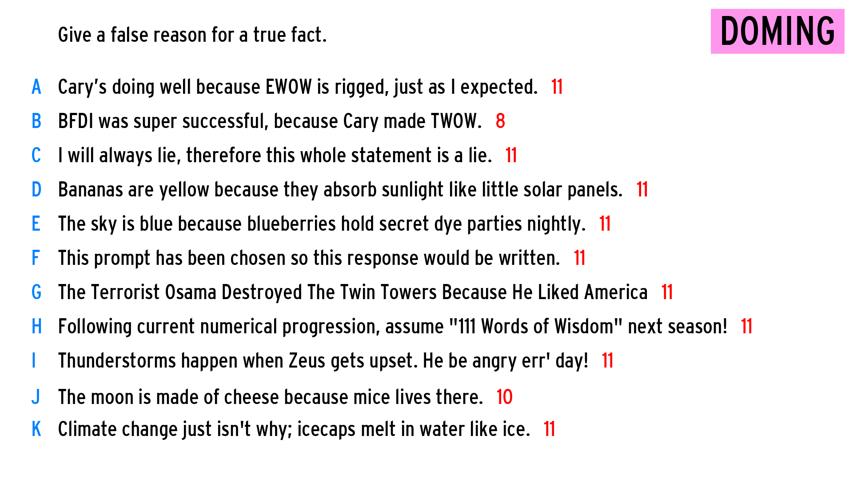 Give a false reason for a true fact.
DOMING
A Cary's doing well because EWOW is rigged, just as I expected. 11
B BFDI was super successful, because Cary made TWOW. 8
C I will always lie, therefore this whole statement is a lie. 11
D Bananas are yellow because they absorb sunlight like little solar panels. 11
E The sky is blue because blueberries hold secret dye parties nightly. 11
F This prompt has been chosen so this response would be written. 11
G The Terrorist Osama Destroyed The Twin Towers Because He Liked America 11
H Following current numerical progression, assume "111 Words of Wisdom" next season! 11
I Thunderstorms happen when Zeus gets upset. He be angry err' day! 11
J The moon is made of cheese because mice lives there. 10
K Climate change just isn't why; icecaps melt in water like ice. 11